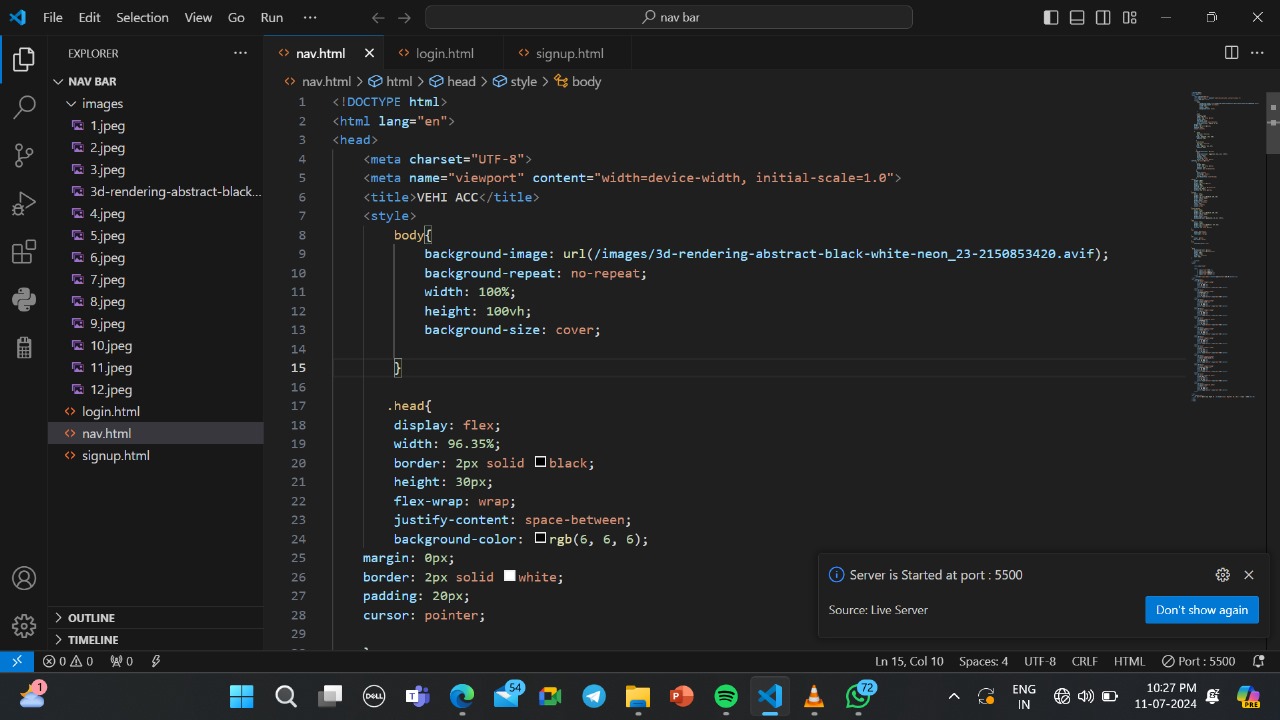 File Edit Selection View Go Run ··· nav bar
EXPLORER ···
NAV BAR
images
1.jpeg
2.jpeg
3.jpeg
3d-rendering-abstract-black...
4.jpeg
5.jpeg
6.jpeg
7.jpeg
8.jpeg
9.jpeg
10.jpeg
11.jpeg
12.jpeg
login.html
nav.html
signup.html
OUTLINE
TIMELINE
nav.html login.html signup.html
nav.html > html > head > style > body
1 <!DOCTYPE html>
2 <html lang="en">
3 <head>
4 <meta charset="UTF-8">
5 <meta name="viewport" content="width=device-width, initial-scale=1.0">
6 <title>VEHI ACC</title>
7 <style>
8 body{
9 background-image: url(/images/3d-rendering-abstract-black-white-neon_23-2150853420.avif);
10 background-repeat: no-repeat;
11 width: 100%;
12 height: 100vh;
13 background-size: cover;
14
15 }
16
17 .head{
18 display: flex;
19 width: 96.35%;
20 border: 2px solid black;
21 height: 30px;
22 flex-wrap: wrap;
23 justify-content: space-between;
24 background-color: rgb(6, 6, 6);
25 margin: 0px;
26 border: 2px solid white;
27 padding: 20px;
28 cursor: pointer;
29
Server is Started at port : 5500
Source: Live Server Don't show again
0 0 0 Ln 15, Col 10 Spaces: 4 UTF-8 CRLF HTML Port : 5500
1 DELL 54 72 ENG IN 10:27 PM 11-07-2024 PRE